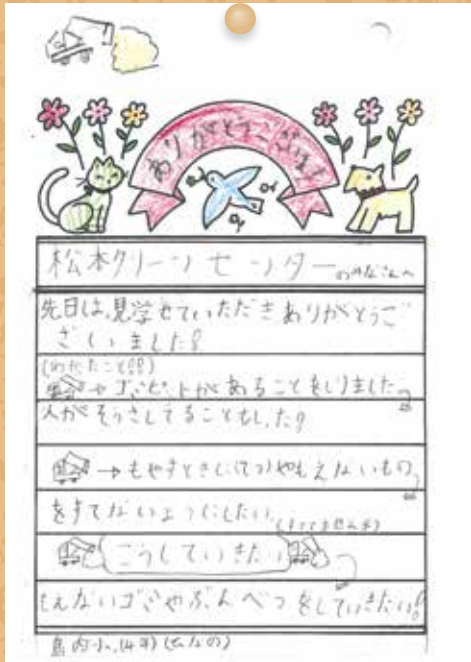 ありがとうございます
松本クリーンセンターのみなさんへ
先日は、見学せていただきありがとうご
ざいました!
(わかたこと!!)
やゴミピットがあることをしりました
人がそうさしてることもしった!
→もやすときに(てつ)やもえないもの
をすてないようにしたい。(すてません)
こうしていきたい
もえないゴミやぶんべつをしていきたい!
島内小(4年)